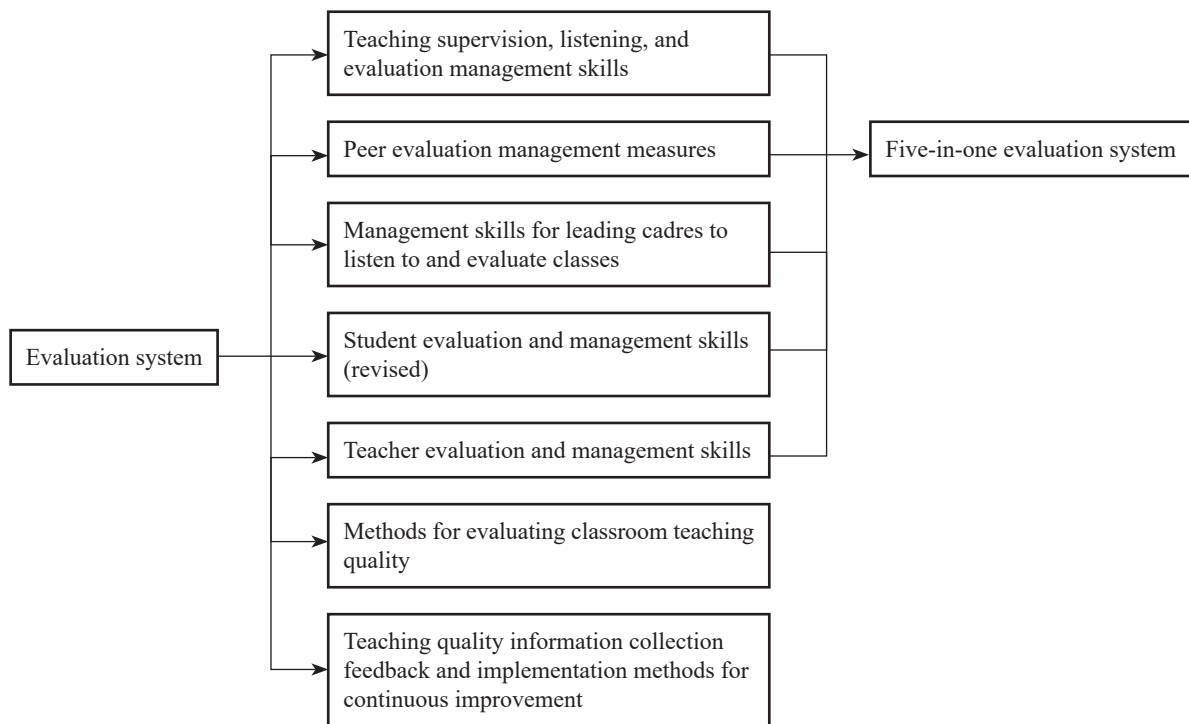 Teaching supervision, listening, and
evaluation management skills
Peer evaluation management measures
Five-in-one evaluation system
Management skills for leading cadres to
listen to and evaluate classes
Evaluation system
Student evaluation and management skills
(revised)
Teacher evaluation and management skills
Methods for evaluating classroom teaching
quality
Teaching quality information collection
feedback and implementation methods for
continuous improvement